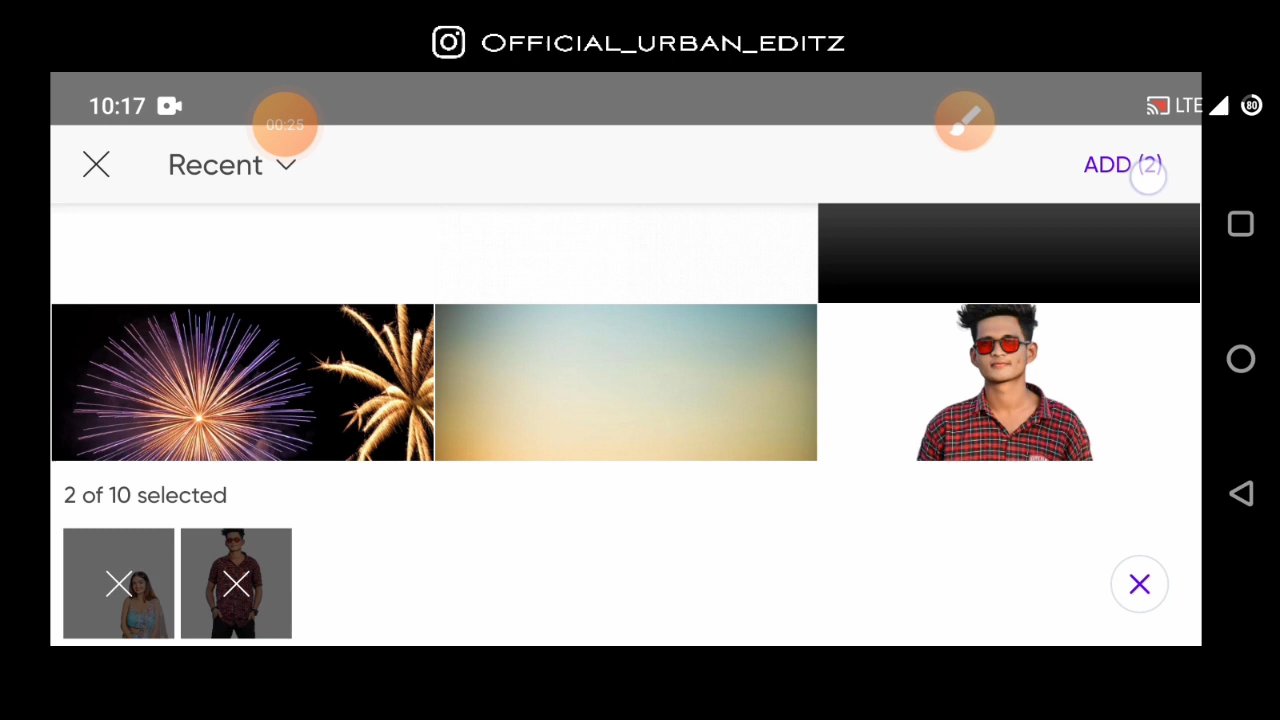 OFFICIAL_URBAN_EDITZ
10:17 LTE 80
00:25
Recent ADD (2)
2 of 10 selected